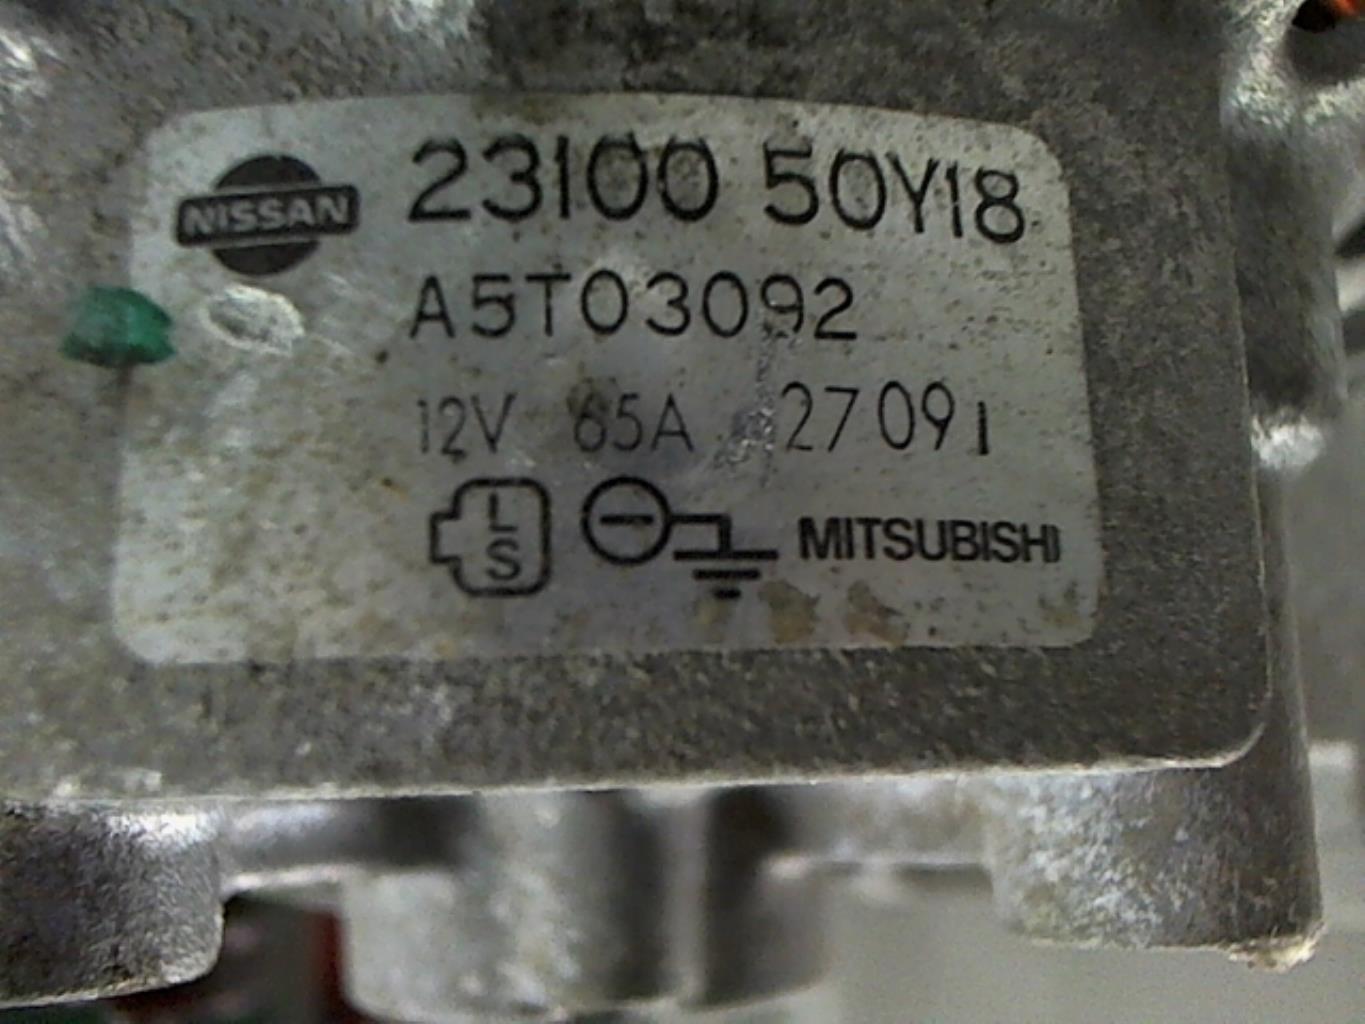 NISSAN 23100 50Y18
A5T03092
12V 65A 27091
L
S
MITSUBISHI